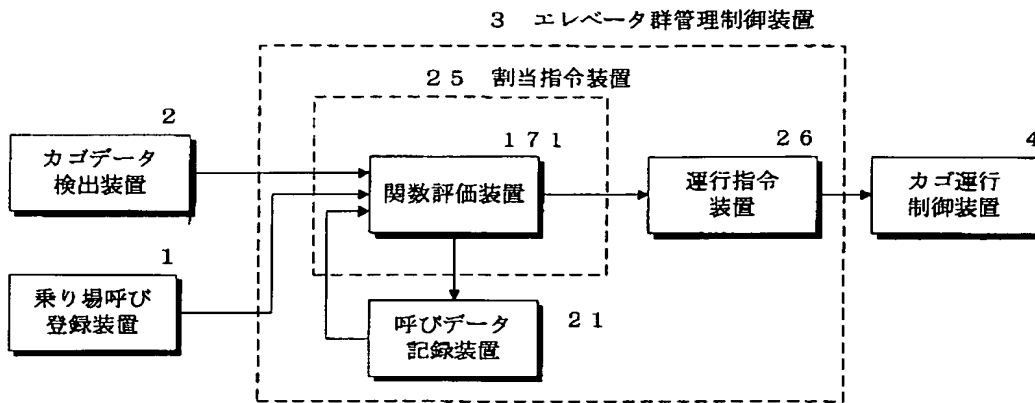 3 エレベータ群管理制御装置
25 割当指令装置
2
カゴデータ
検出装置
171
関数評価装置
26
運行指令
装置
4
カゴ運行
制御装置
1
乗り場呼び
登録装置
呼びデータ
記録装置
21